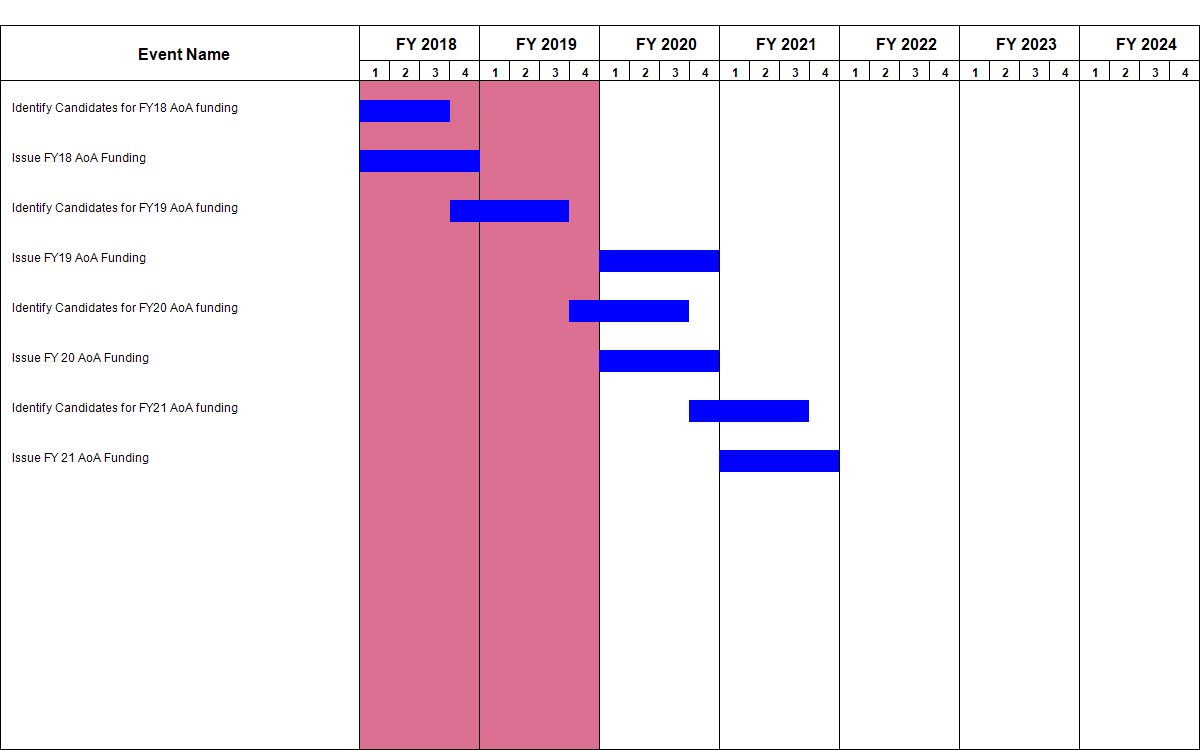 Event Name
FY 2018 FY 2019 FY 2020 FY 2021 FY 2022 FY 2023 FY 2024
1 2 3 4 1 2 3 4 1 2 3 4 1 2 3 4 1 2 3 4 1 2 3 4 1 2 3 4
Identify Candidates for FY18 AoA funding
Issue FY18 AoA Funding
Identify Candidates for FY19 AoA funding
Issue FY19 AoA Funding
Identify Candidates for FY20 AoA funding
Issue FY 20 AoA Funding
Identify Candidates for FY21 AoA funding
Issue FY 21 AoA Funding